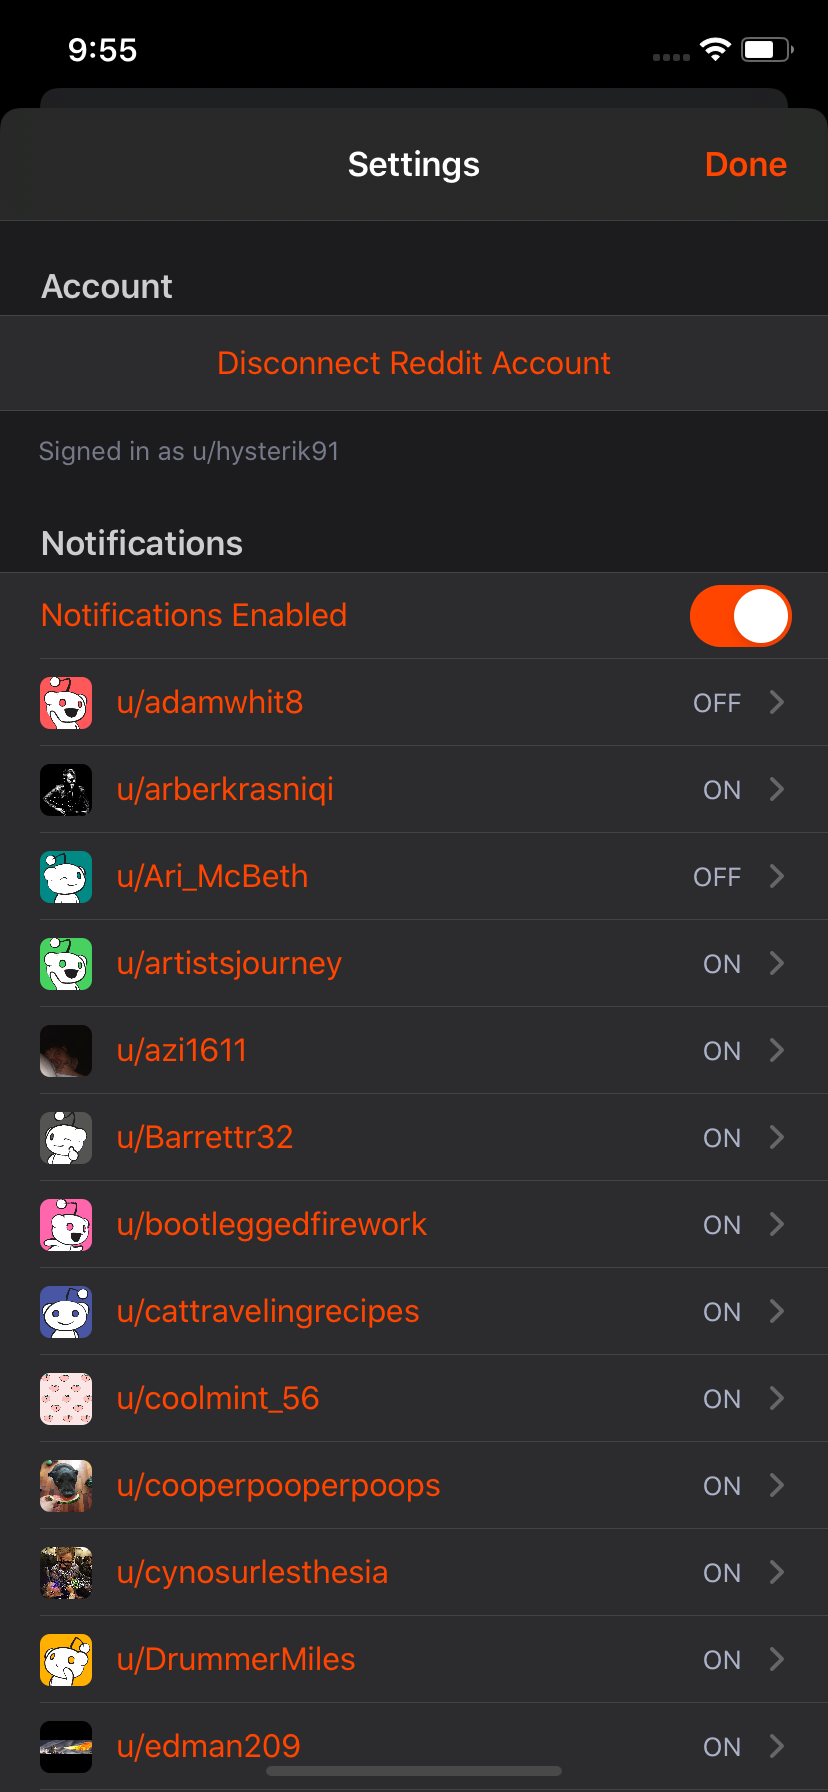 9:55
Settings
Done
Account
Disconnect Reddit Account
Signed in as u/hysterik91
Notifications
Notifications Enabled
u/adamwhit8 OFF
u/arberkrasniqi ON
u/Ari_McBeth OFF
u/artistsjourney ON
u/azi1611 ON
u/Barrettr32 ON
u/bootleggedfirework ON
u/cattravelingrecipes ON
u/coolmint_56 ON
u/cooperpooperpoops ON
u/cynosurlesthesia ON
u/DrummerMiles ON
u/edman209 ON